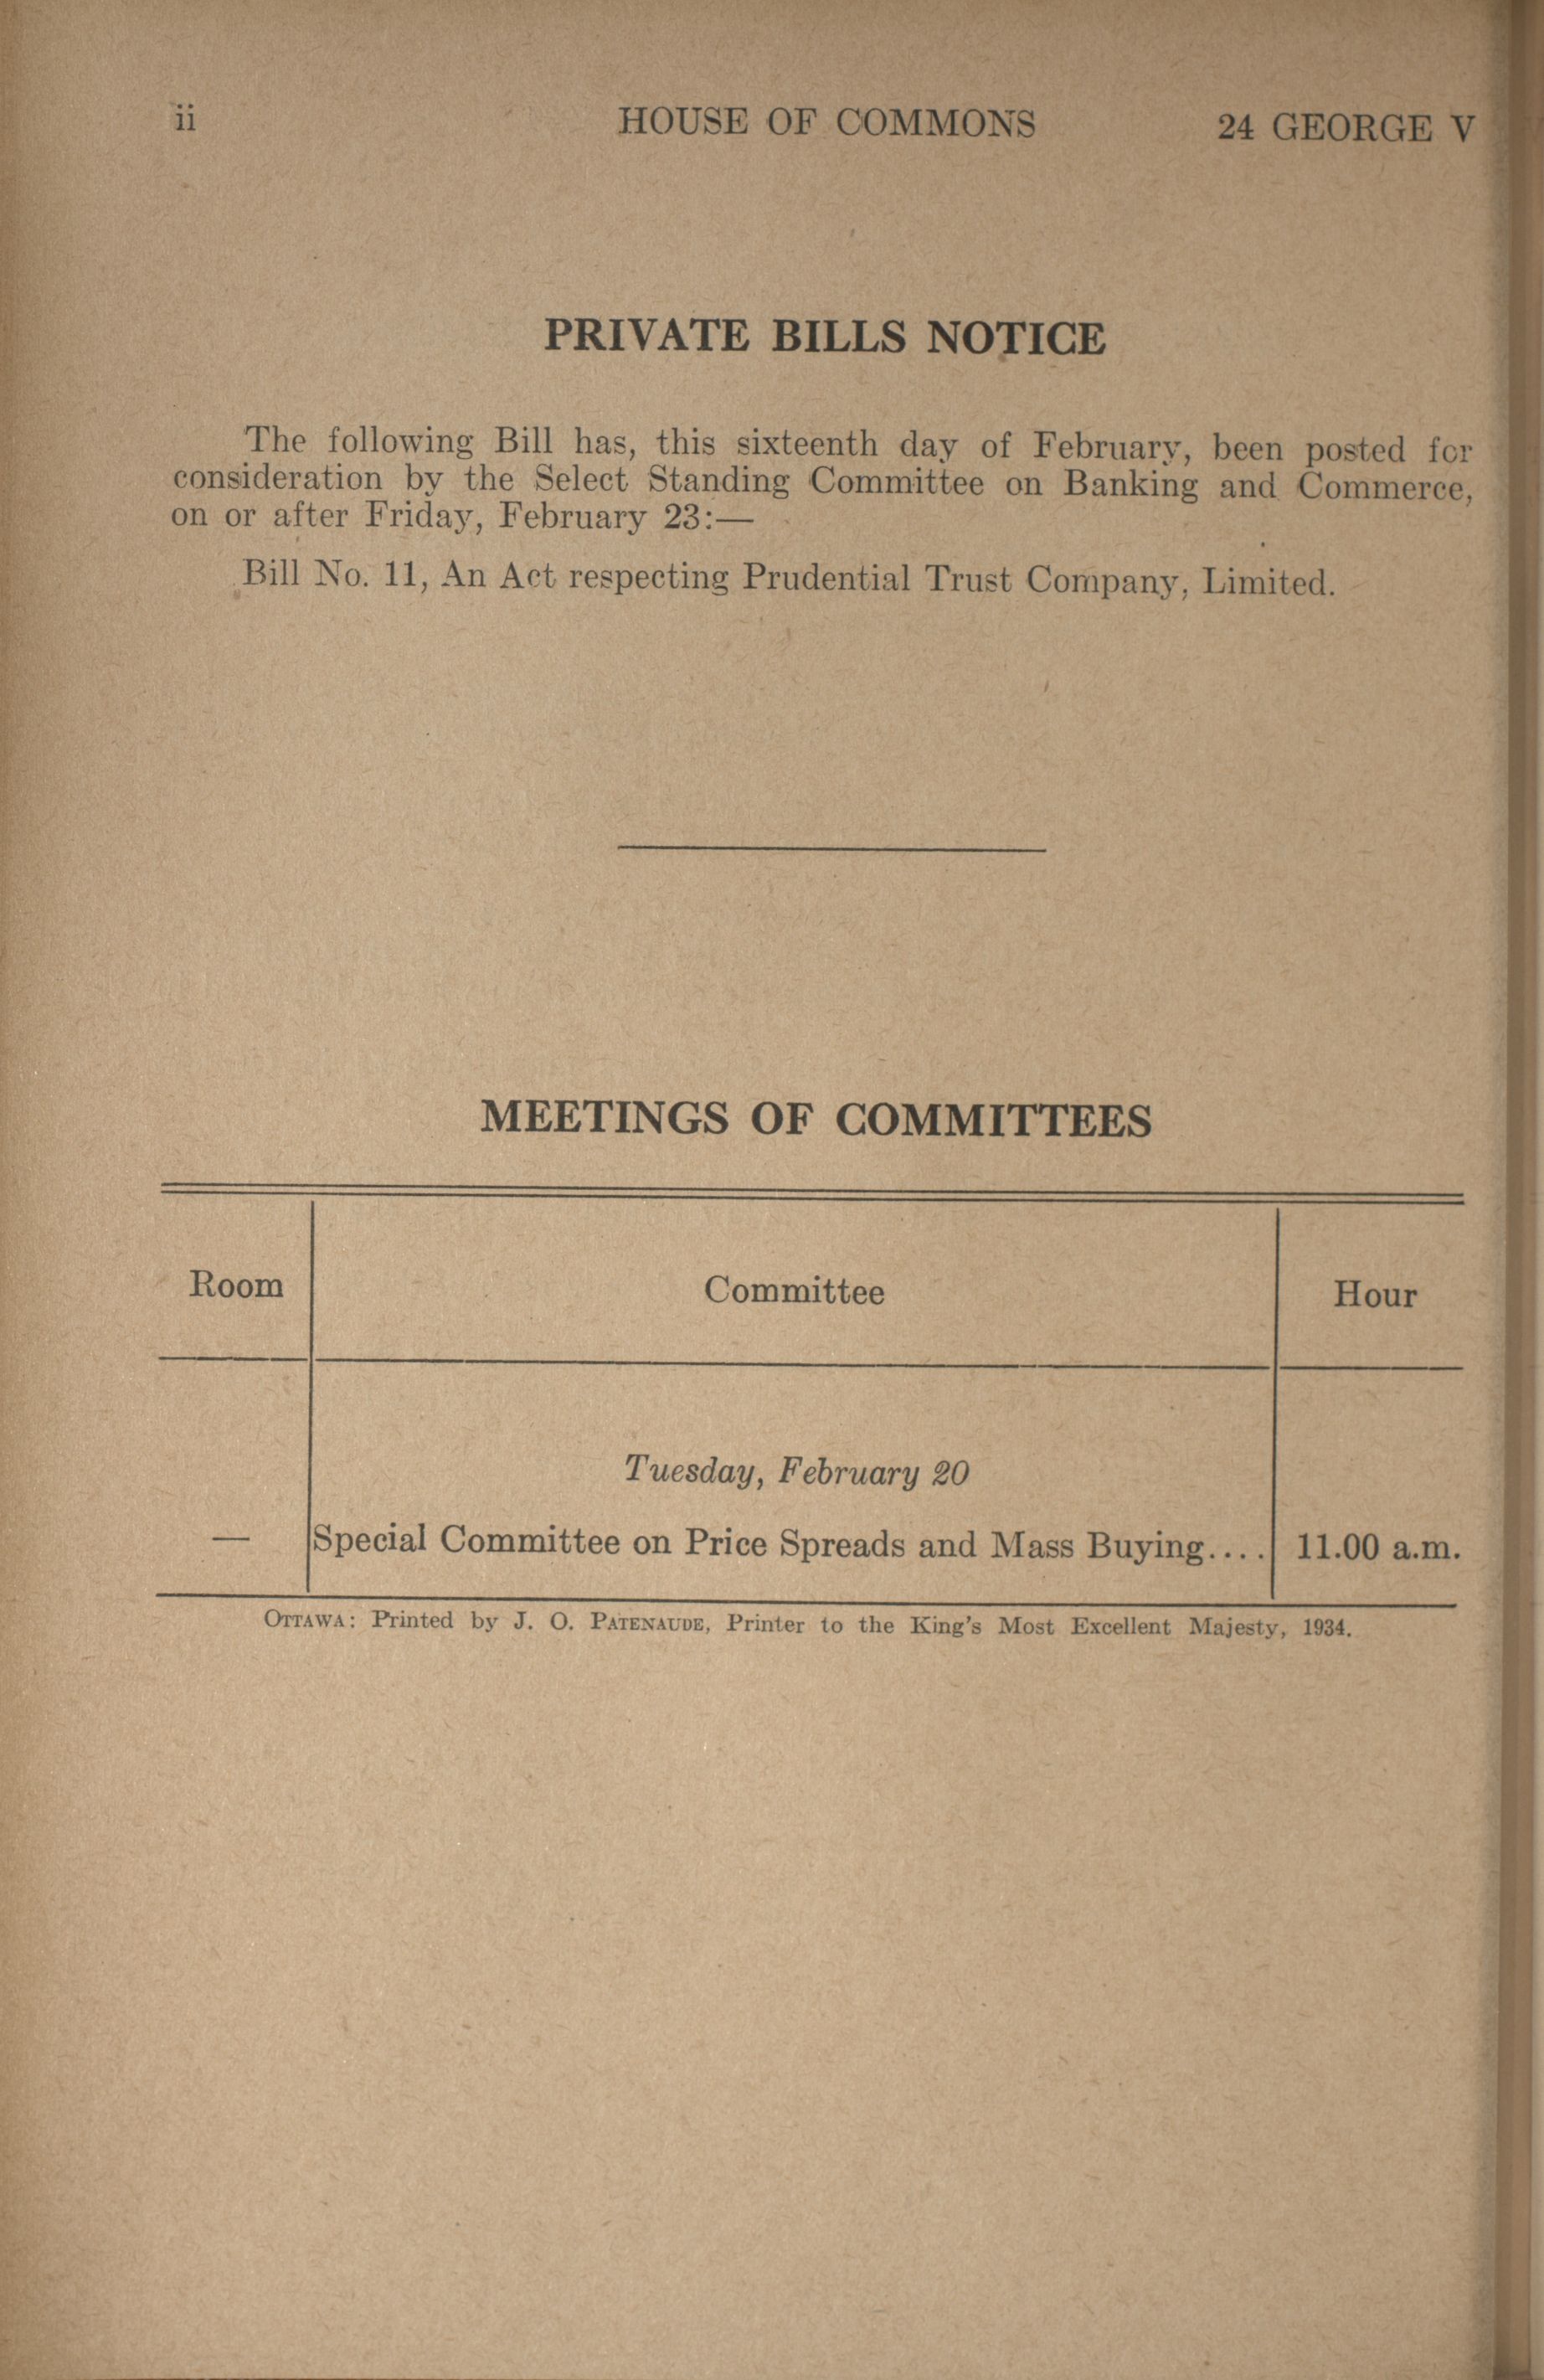 ii HOUSE OF COMMONS 24 GEORGE V
PRIVATE BILLS NOTICE
The following Bill has, this sixteenth day of February, been posted for
consideration by the Select Standing Committee on Banking and Commerce,
on or after Friday, February 23:—
Bill No. 11, An Act respecting Prudential Trust Company, Limited.
MEETINGS OF COMMITTEES
Room Committee Hour
Tuesday, February 20
— Special Committee on Price Spreads and Mass Buying.... 11.00 a.m.
OTTAWA: Printed by J. O. PATENAUDE, Printer to the King's Most Excellent Majesty, 1934.